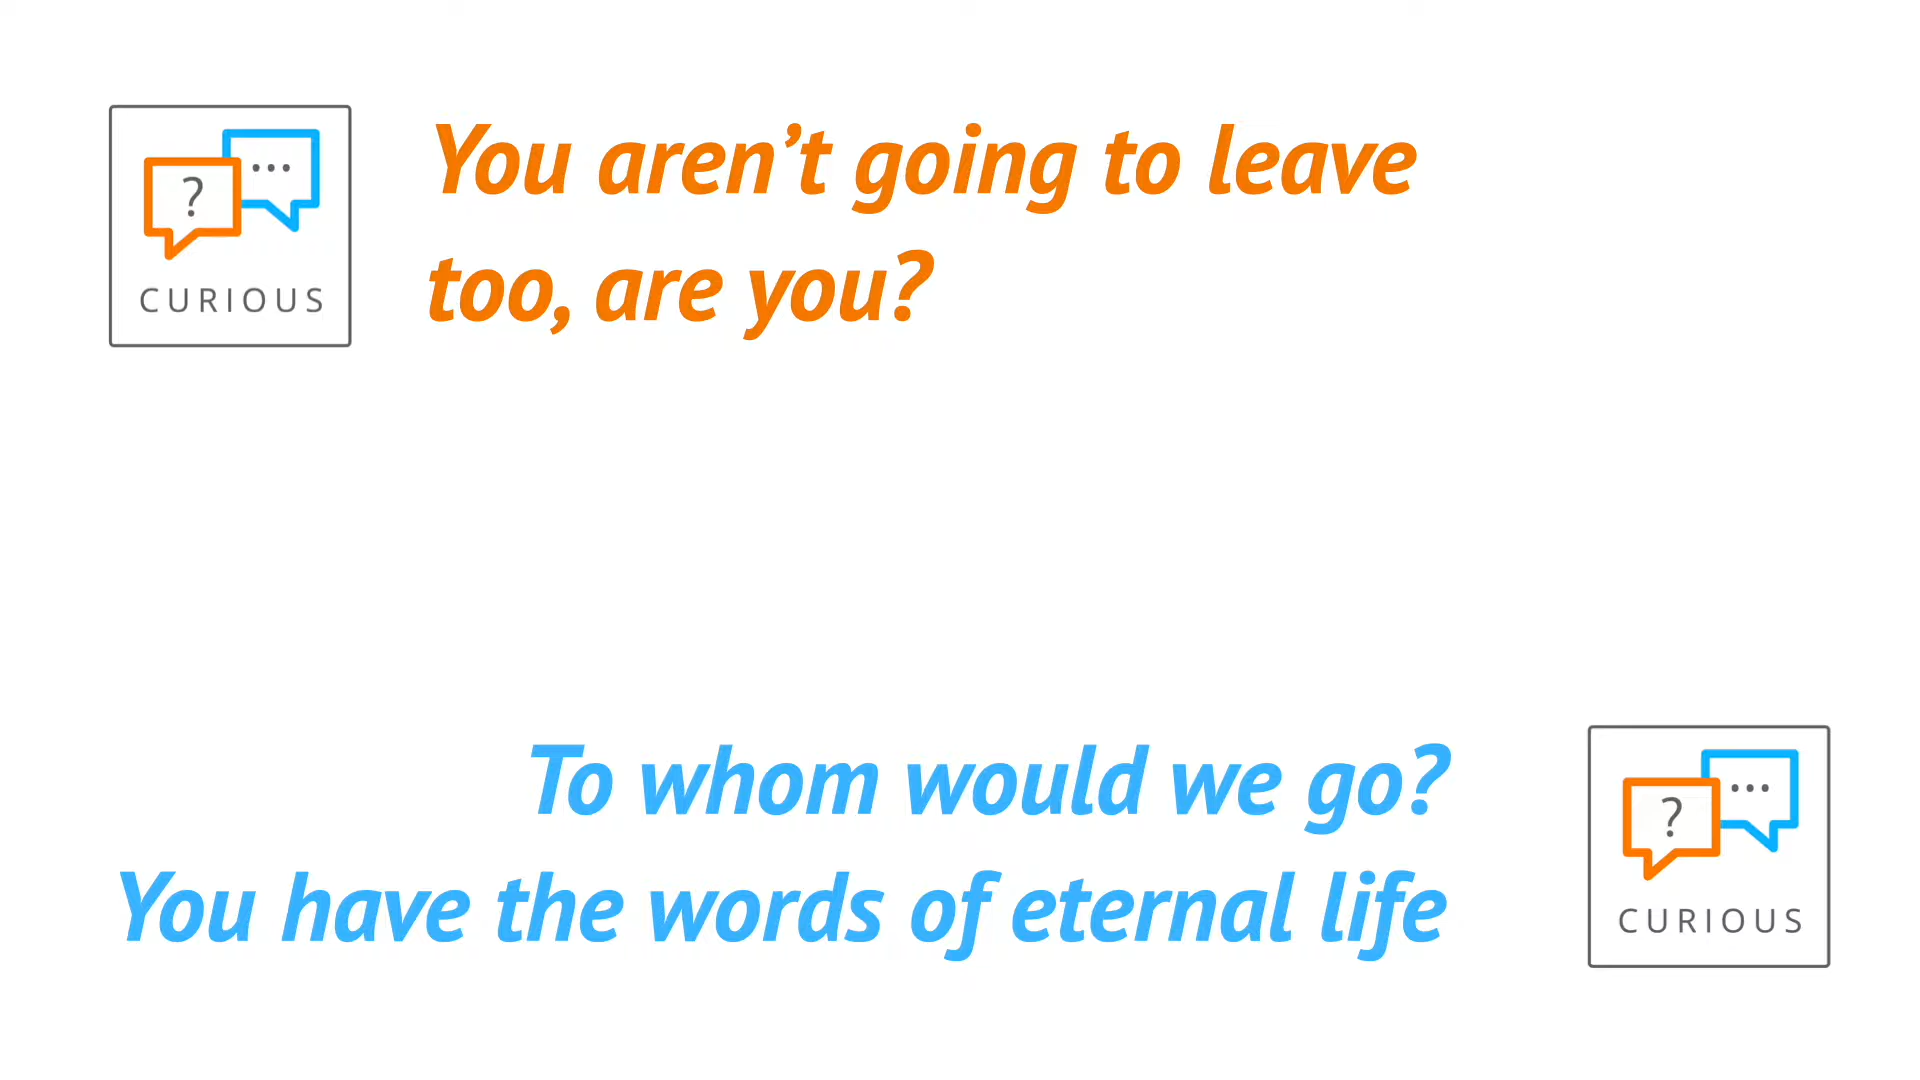 You aren’t going to leave
too, are you?
?
...
CURIOUS
To whom would we go?
You have the words of eternal life
?
...
CURIOUS